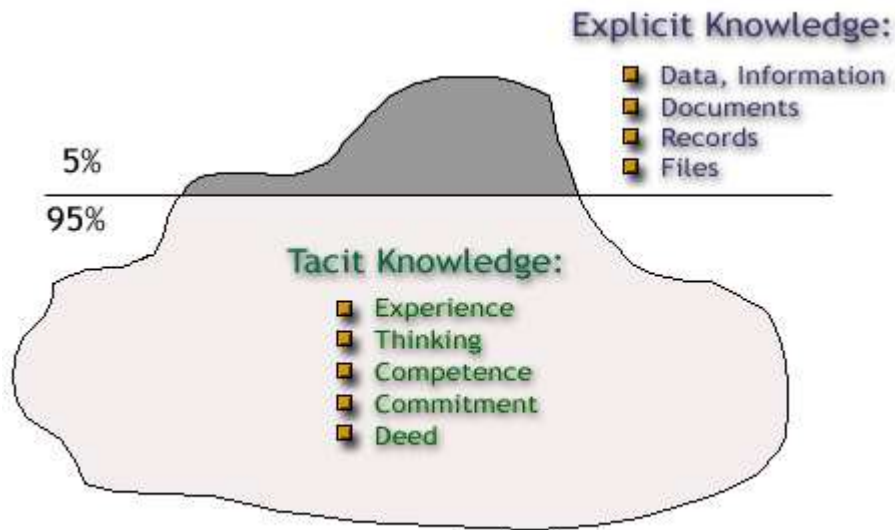 Explicit Knowledge:
Data, Information
Documents
Records
Files
5%
95%
Tacit Knowledge:
Experience
Thinking
Competence
Commitment
Deed